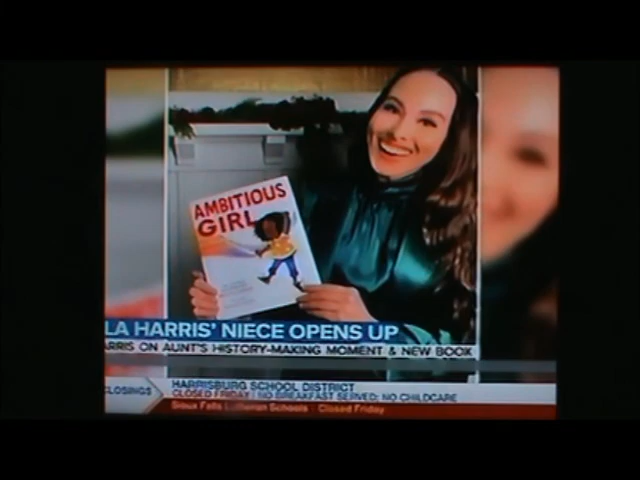 AMBITIOUS
GIRL
LA HARRIS' NIECE OPENS UP
ARRIS ON AUNT'S HISTORY-MAKING MOMENT & NEW BOOK
CLOSINGS
HARRISBURG SCHOOL DISTRICT
CLOSED FRIDAY | NO BREAKFAST SERVED; NO CHILDCARE
Sioux Falls Lutheran Schools : Closed Friday